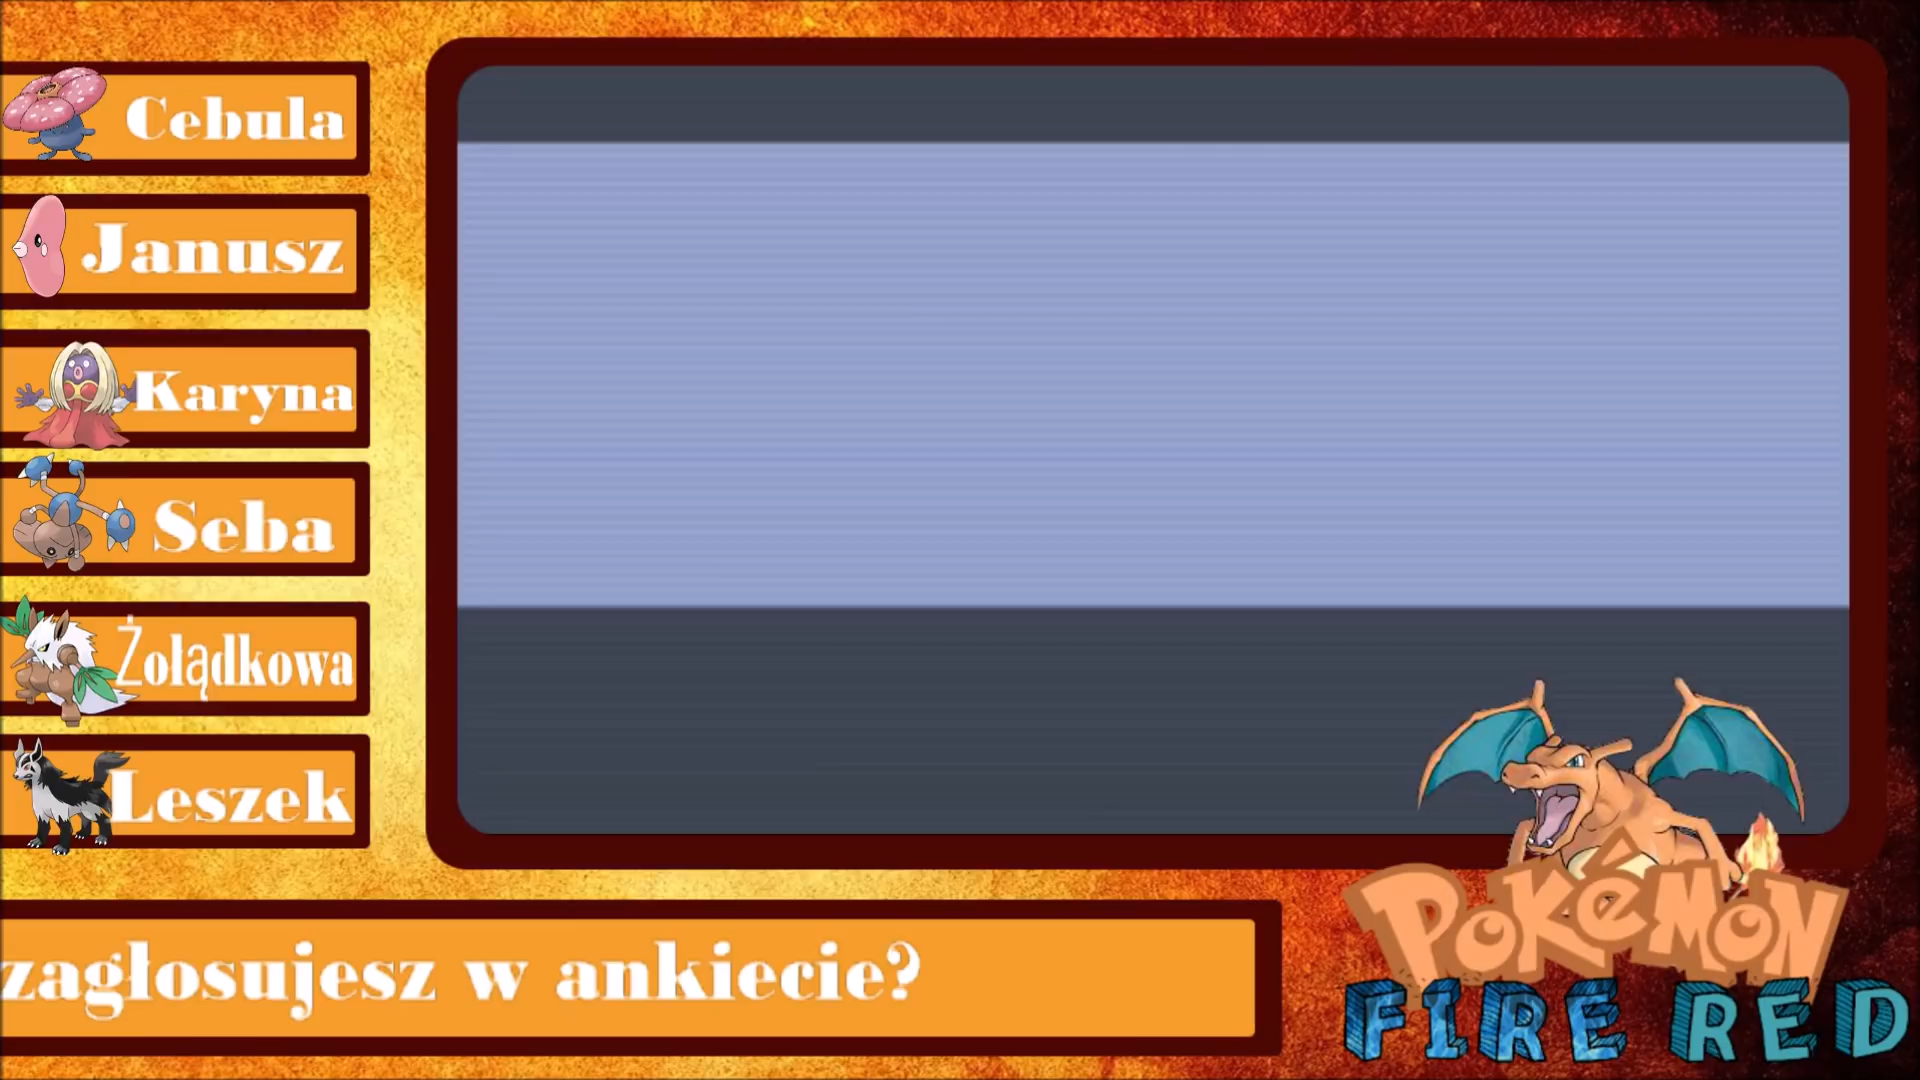 Cebula
Janusz
Karyna
Seba
Żołądkowa
Leszek
zagłosujesz w ankiecie?
POKéMON
FIRE RED